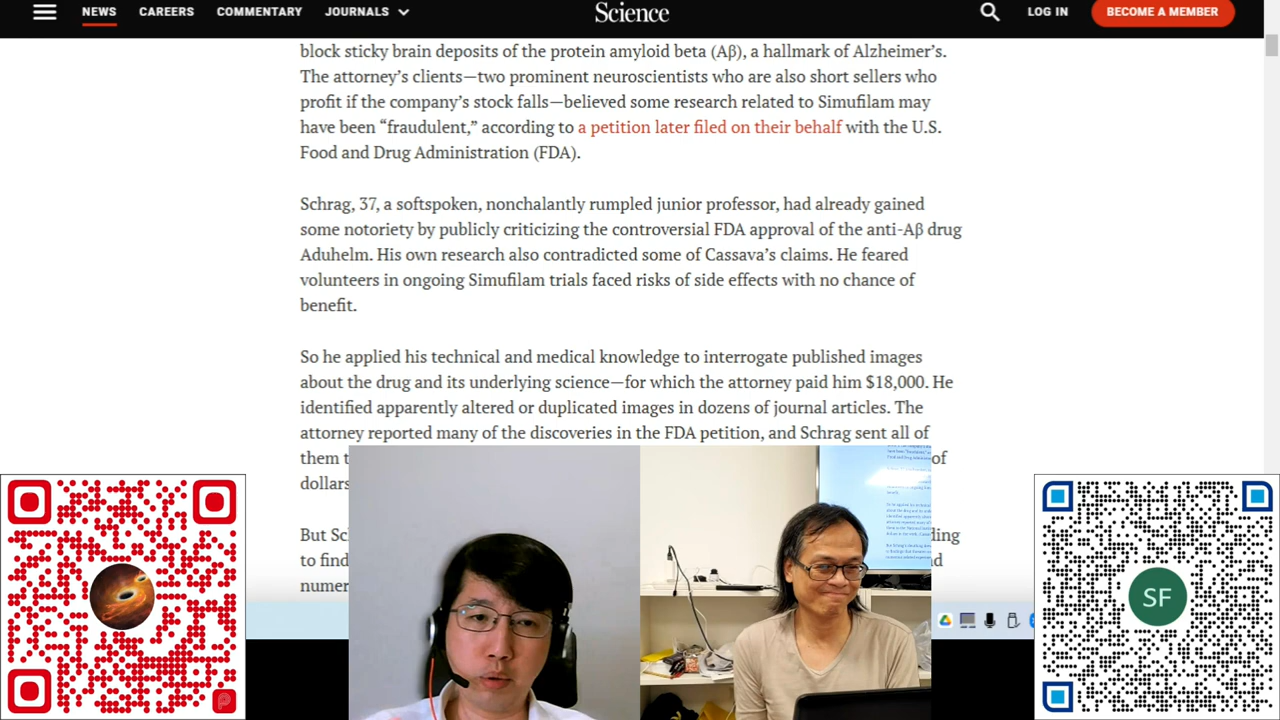 NEWS CAREERS COMMENTARY JOURNALS Science LOG IN BECOME A MEMBER
block sticky brain deposits of the protein amyloid beta (Aβ), a hallmark of Alzheimer’s.
The attorney’s clients—two prominent neuroscientists who are also short sellers who
profit if the company’s stock falls—believed some research related to Simufilam may
have been “fraudulent,” according to a petition later filed on their behalf with the U.S.
Food and Drug Administration (FDA).
Schrag, 37, a softspoken, nonchalantly rumpled junior professor, had already gained
some notoriety by publicly criticizing the controversial FDA approval of the anti-Aβ drug
Aduhelm. His own research also contradicted some of Cassava’s claims. He feared
volunteers in ongoing Simufilam trials faced risks of side effects with no chance of
benefit.
So he applied his technical and medical knowledge to interrogate published images
about the drug and its underlying science—for which the attorney paid him $18,000. He
identified apparently altered or duplicated images in dozens of journal articles. The
attorney reported many of the discoveries in the FDA petition, and Schrag sent all of
them of
dollars
But
to find
SF